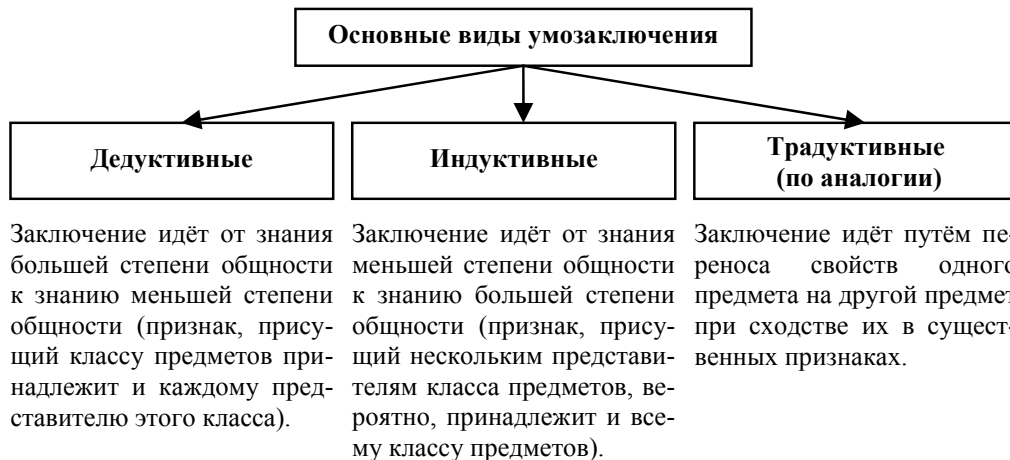 Основные виды умозаключения
Дедуктивные
Индуктивные
Традуктивные
(по аналогии)
Заключение идёт от знания
большей степени общности
к знанию меньшей степени
общности (признак, прису-
щий классу предметов при-
надлежит и каждому пред-
ставителю этого класса).
Заключение идёт от знания
меньшей степени общности
к знанию большей степени
общности (признак, прису-
щий нескольким представи-
телям класса предметов, ве-
роятно, принадлежит и все-
му классу предметов).
Заключение идёт путём пе-
реноса свойств одного
предмета на другой предмет
при сходстве их в сущест-
венных признаках.